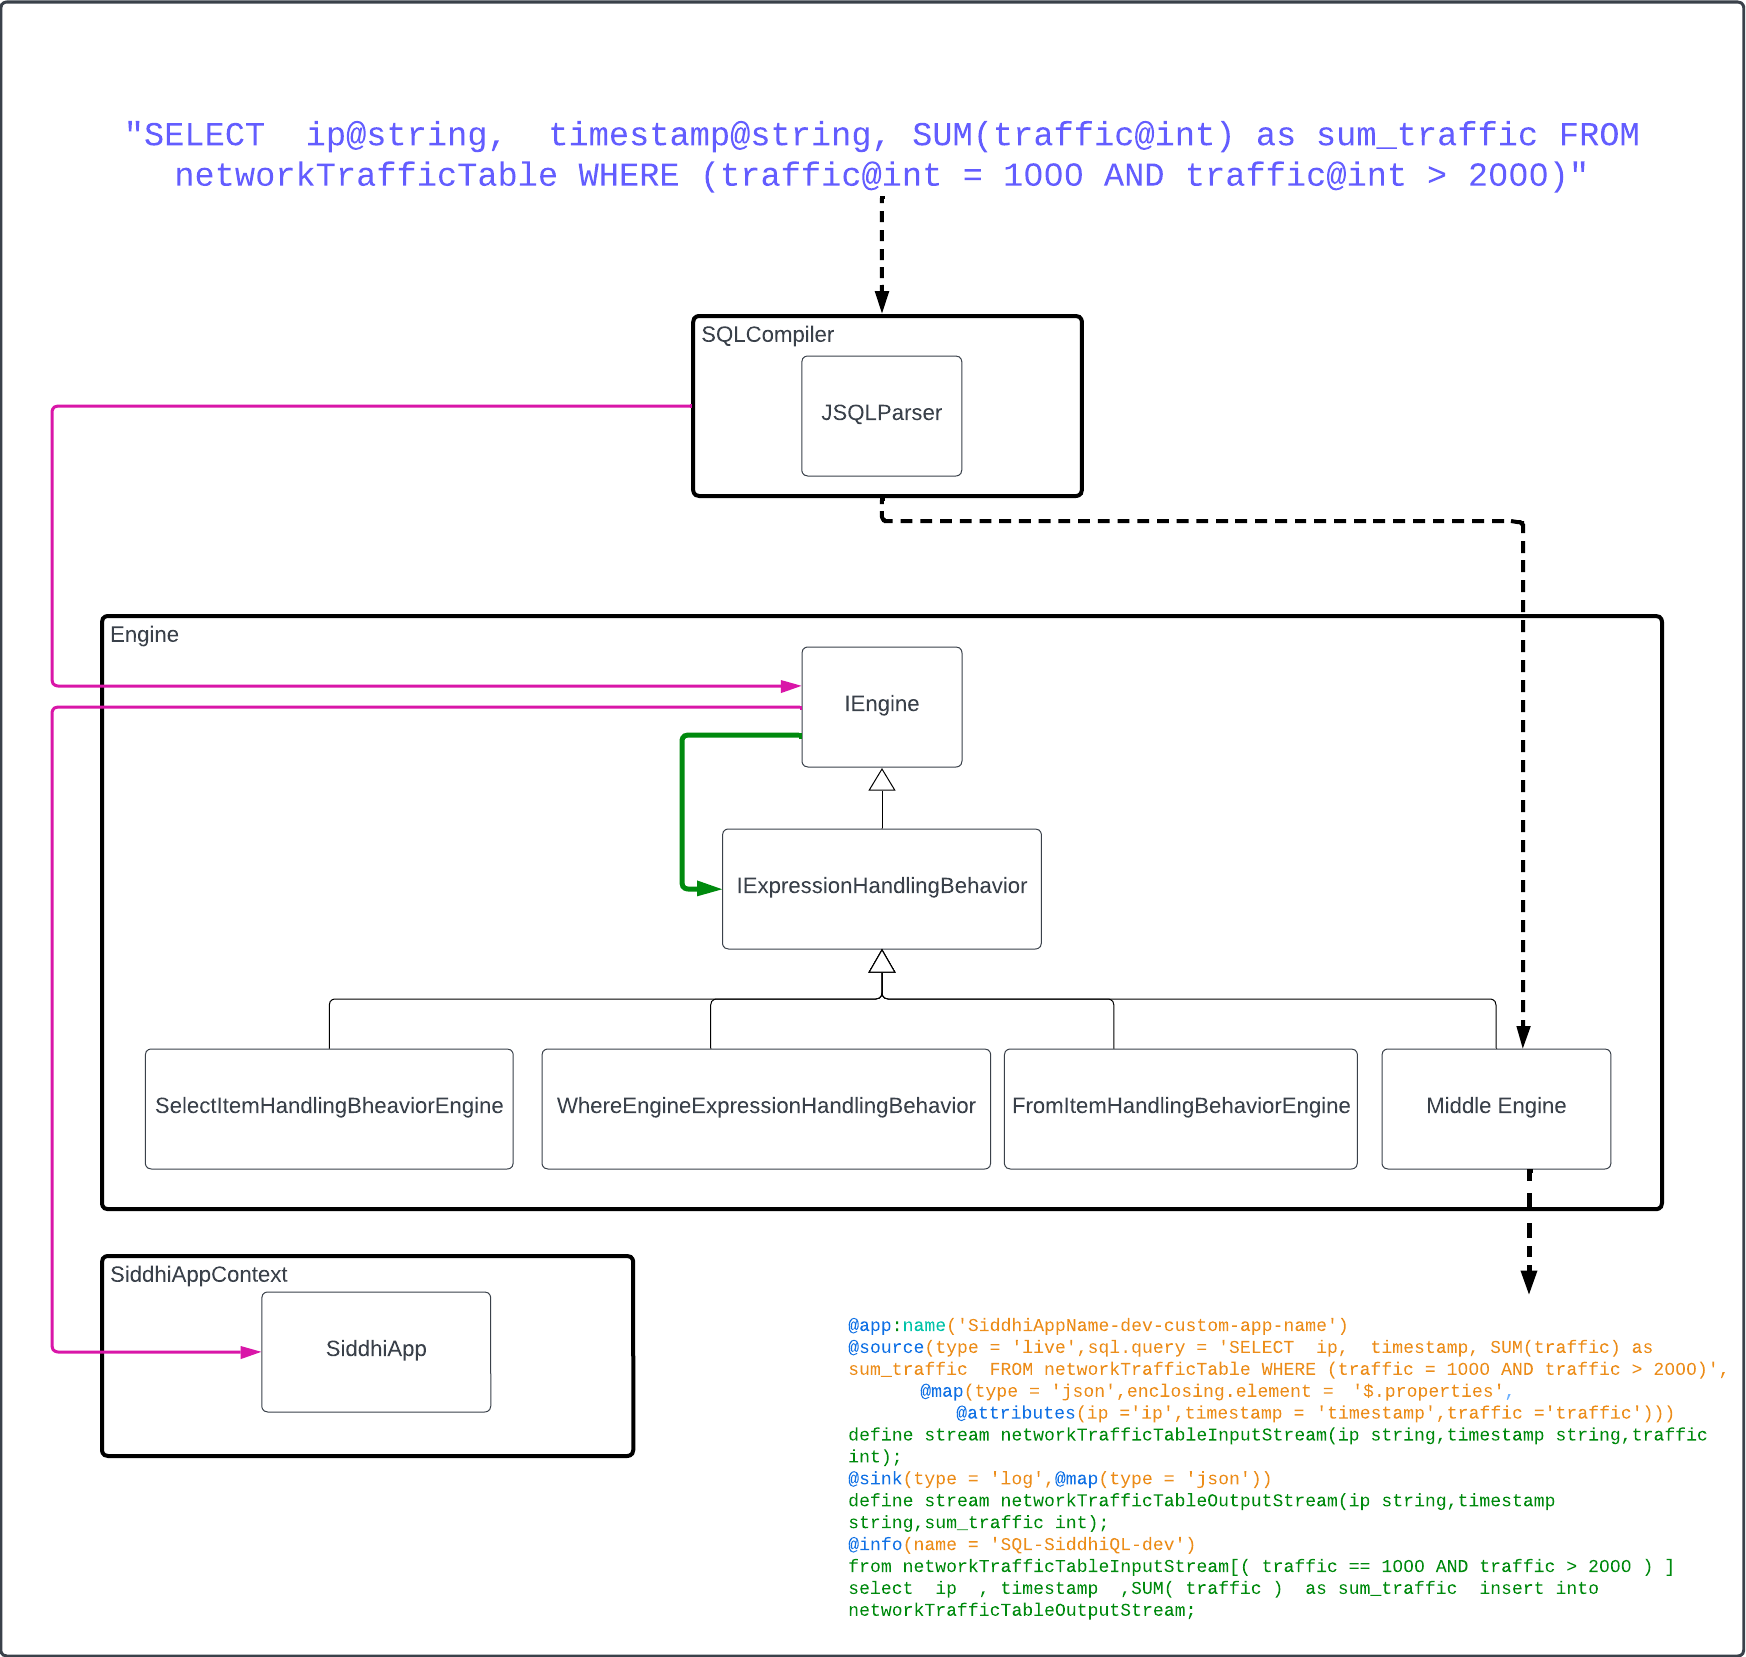 "SELECT  ip@string,  timestamp@string, SUM(traffic@int) as sum_traffic FROM
networkTrafficTable WHERE (traffic@int = 1000 AND traffic@int > 2000)"
SQLCompiler
JSQLParser
Engine
IEngine
IExpressionHandlingBehavior
SelectItemHandlingBheaviorEngine
WhereEngineExpressionHandlingBehavior
FromItemHandlingBehaviorEngine
Middle Engine
SiddhiAppContext
SiddhiApp
@app:name('SiddhiAppName-dev-custom-app-name')
@source(type = 'live',sql.query = 'SELECT  ip,  timestamp, SUM(traffic) as
sum_traffic  FROM networkTrafficTable WHERE (traffic = 1000 AND traffic > 2000)',
@map(type = 'json',enclosing.element =  '$.properties',
@attributes(ip ='ip',timestamp = 'timestamp',traffic ='traffic')))
define stream networkTrafficTableInputStream(ip string,timestamp string,traffic
int);
@sink(type = 'log',@map(type = 'json'))
define stream networkTrafficTableOutputStream(ip string,timestamp
string,sum_traffic int);
@info(name = 'SQL-SiddhiQL-dev')
from networkTrafficTableInputStream[( traffic == 1000 AND traffic > 2000 ) ]
select  ip  , timestamp  ,SUM( traffic )  as sum_traffic  insert into
networkTrafficTableOutputStream;